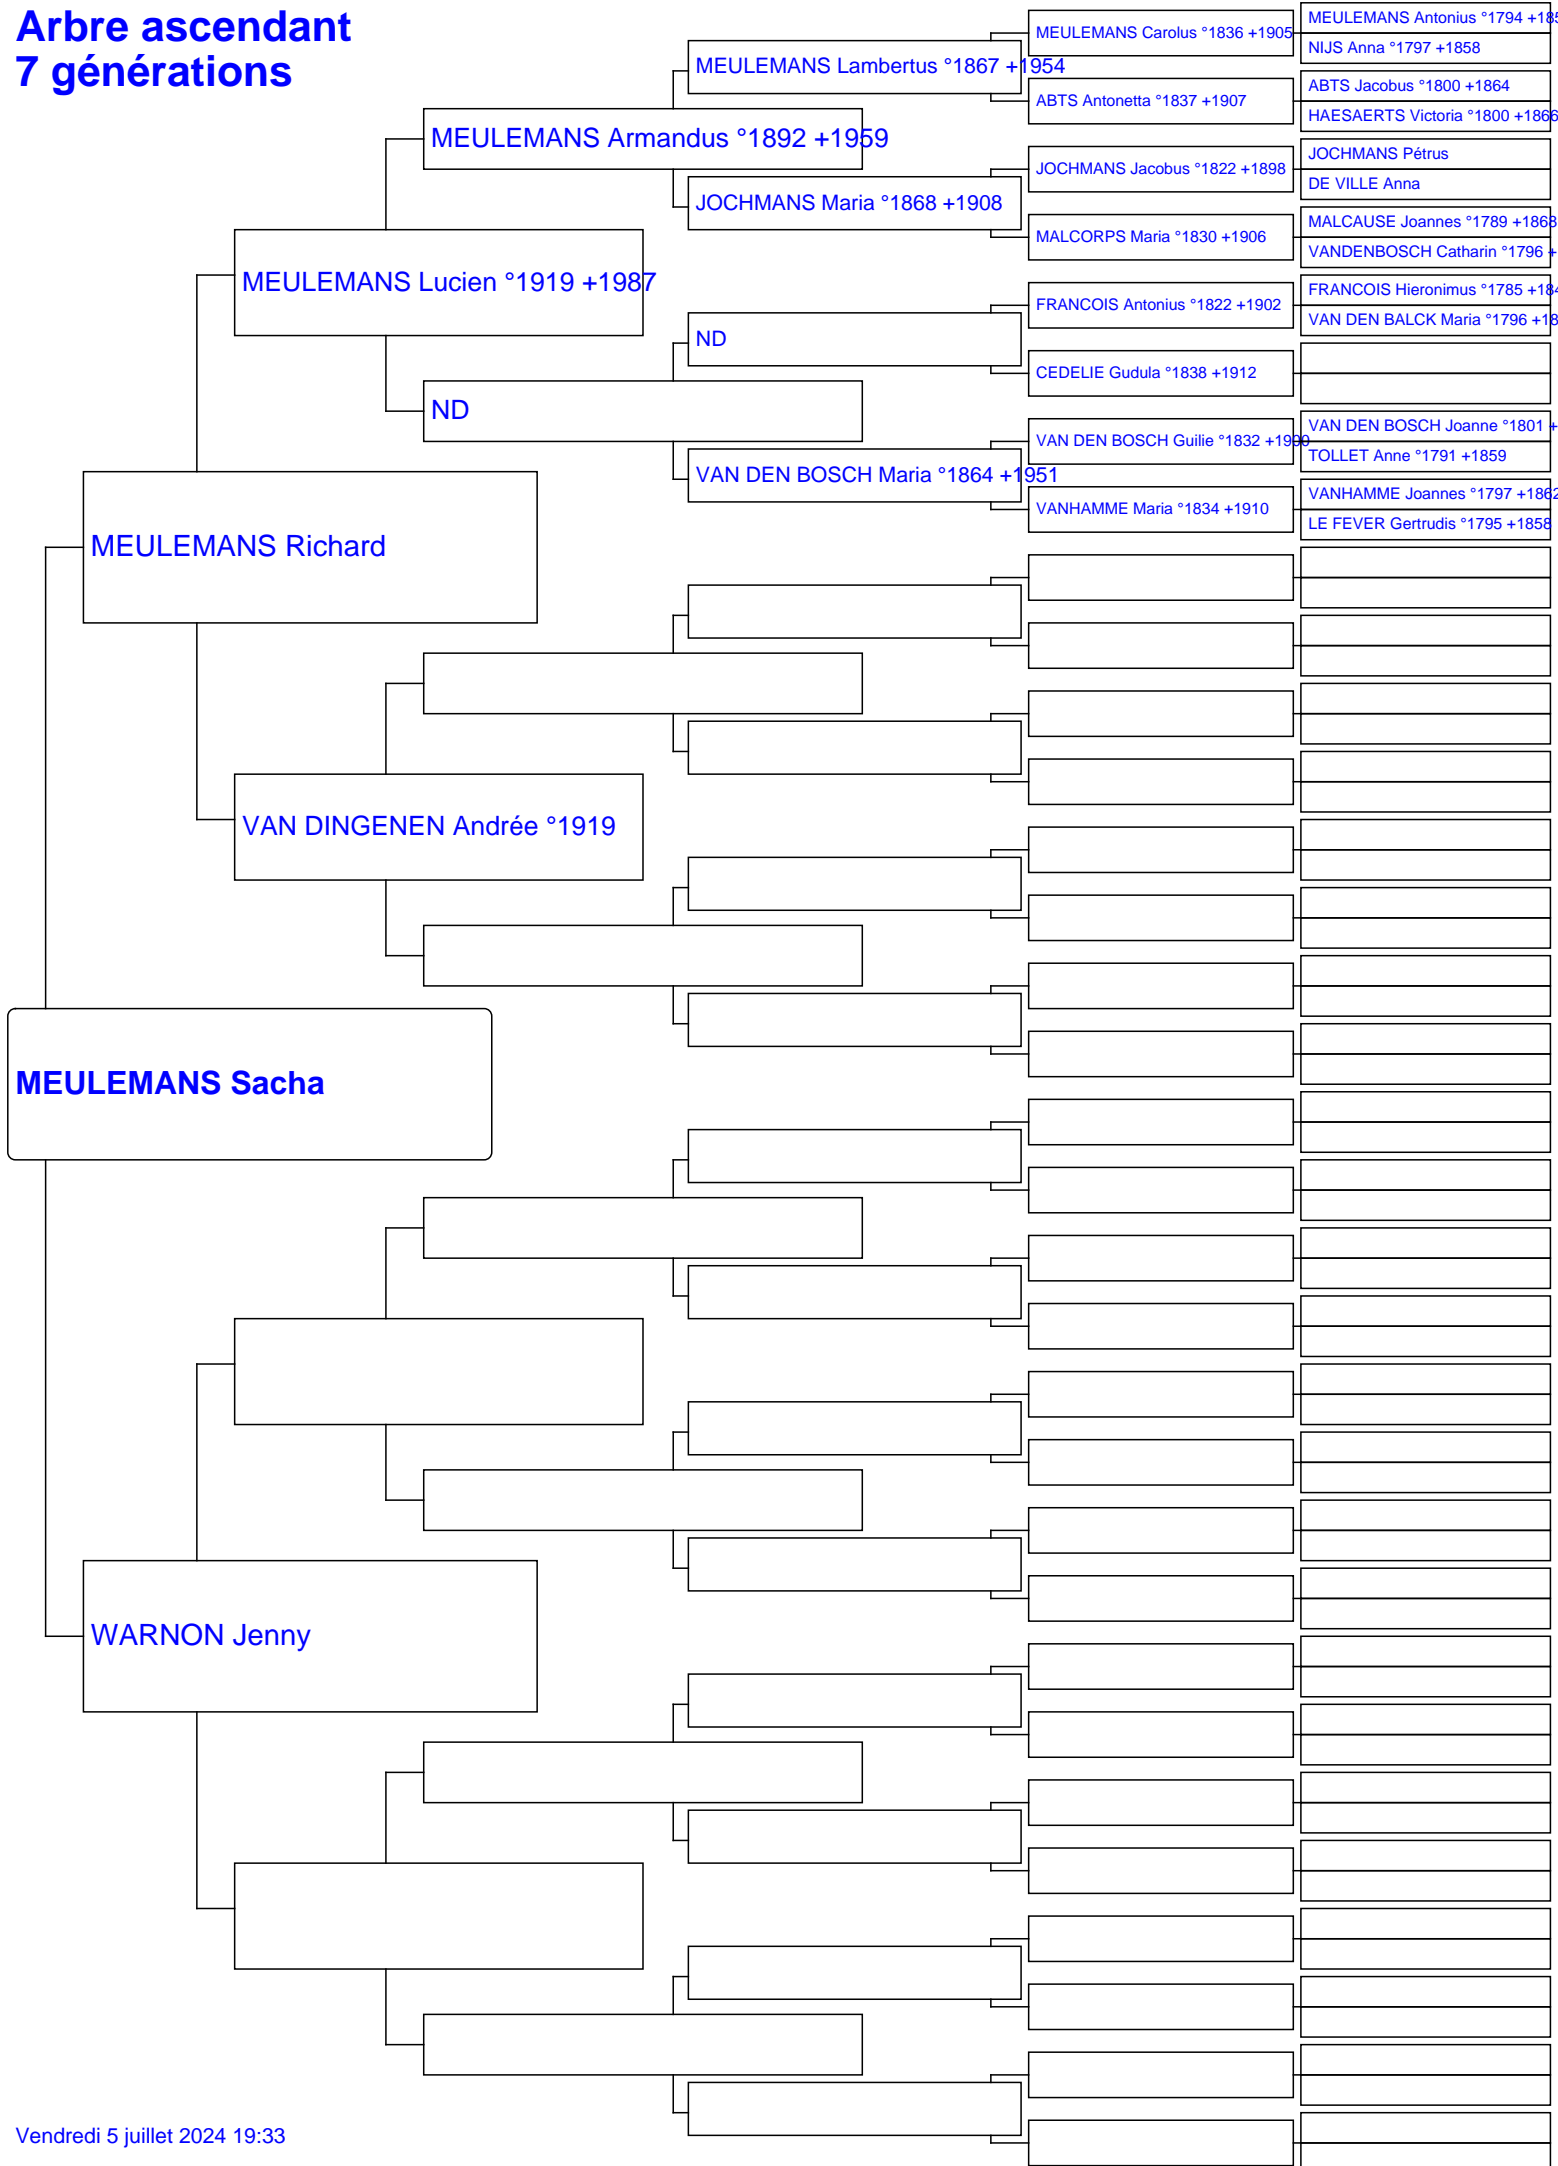 Arbre ascendant
7 générations
MEULEMANS Sacha
MEULEMANS Richard
WARNON Jenny
MEULEMANS Lucien °1919 +1987
VAN DINGENEN Andrée °1919
MEULEMANS Armandus °1892 +1959
ND
MEULEMANS Lambertus °1867 +1954
JOCHMANS Maria °1868 +1908
ND
VAN DEN BOSCH Maria °1864 +1951
MEULEMANS Carolus °1836 +1905
ABTS Antonetta °1837 +1907
JOCHMANS Jacobus °1822 +1898
MALCORPS Maria °1830 +1906
FRANCOIS Antonius °1822 +1902
CEDELIE Gudula °1838 +1912
VAN DEN BOSCH Guilie °1832 +1900
VANHAMME Maria °1834 +1910
MEULEMANS Antonius °1794 +185
NIJS Anna °1797 +1858
ABTS Jacobus °1800 +1864
HAESAERTS Victoria °1800 +1866
JOCHMANS Pétrus
DE VILLE Anna
MALCAUSE Joannes °1789 +1868
VANDENBOSCH Catharin °1796 +
FRANCOIS Hieronimus °1785 +184
VAN DEN BALCK Maria °1796 +18
VAN DEN BOSCH Joanne °1801 +
TOLLET Anne °1791 +1859
VANHAMME Joannes °1797 +1862
LE FEVER Gertrudis °1795 +1858
Vendredi 5 juillet 2024 19:33